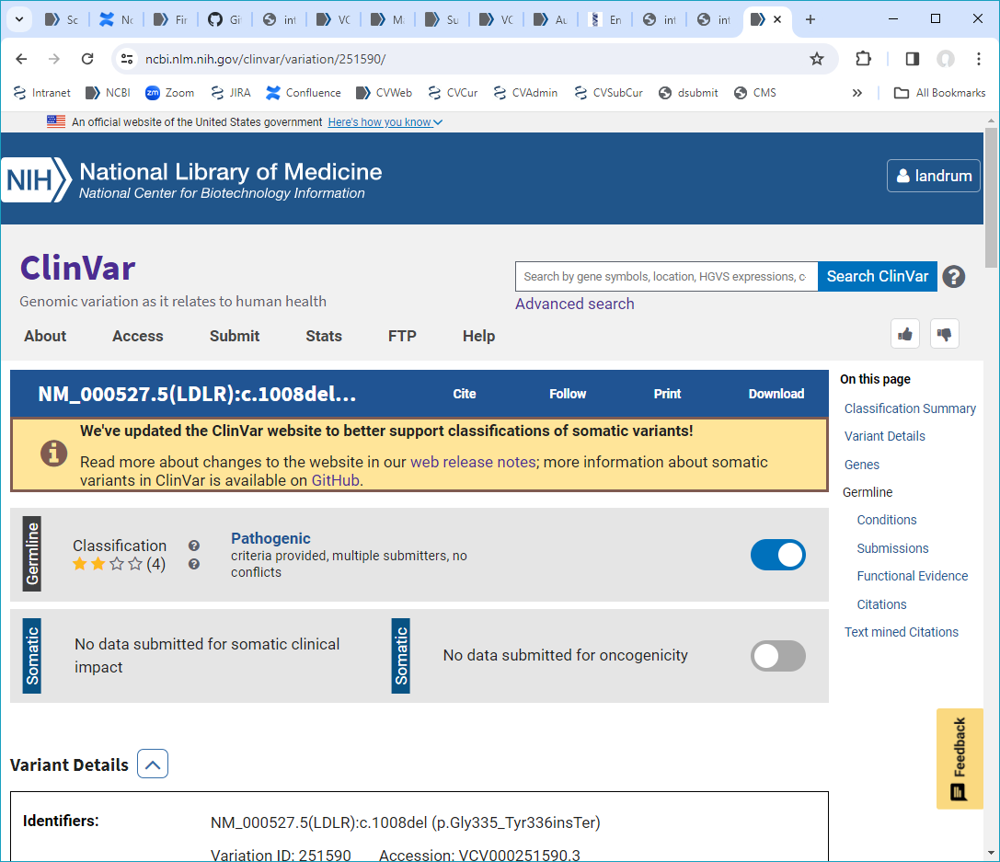 Sc
No
Fir
Gi
int
VC
Ma
Su
VC
Au
En
int
int
ncbi.nlm.nih.gov/clinvar/variation/251590/
Intranet NCBI Zoom JIRA Confluence CVWeb CVCur CVAdmin CVSubCur dsubmit CMS » All Bookmarks
An official website of the United States government Here's how you know
NIH National Library of Medicine
National Center for Biotechnology Information
landrum
ClinVar
Genomic variation as it relates to human health
Search by gene symbols, location, HGVS expressions, c
Search ClinVar
Advanced search
About Access Submit Stats FTP Help
NM_000527.5(LDLR):c.1008del... Cite Follow Print Download
We've updated the ClinVar website to better support classifications of somatic variants!
Read more about changes to the website in our web release notes; more information about somatic
variants in ClinVar is available on GitHub.
On this page
Classification Summary
Variant Details
Genes
Germline
Conditions
Submissions
Functional Evidence
Citations
Text mined Citations
Germline
Classification
(4)
Pathogenic
criteria provided, multiple submitters, no
conflicts
Somatic
No data submitted for somatic clinical
impact
Somatic
No data submitted for oncogenicity
Feedback
Variant Details
Identifiers:
NM_000527.5(LDLR):c.1008del (p.Gly335_Tyr336insTer)
Variation ID: 251590 Accession: VCV000251590.3